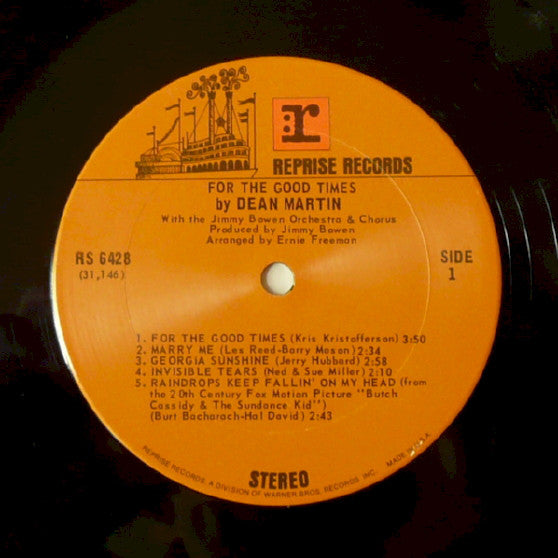 r:
REPRISE RECORDS
FOR THE GOOD TIMES
by DEAN MARTIN
With the Jimmy Bowen Orchestra & Chorus
Produced by Jimmy Bowen
Arranged by Ernie Freeman
RS 6428
(31,146)
SIDE
1
1. FOR THE GOOD TIMES (Kris Kristofferson) 3:50
2. MARRY ME (Les Reed-Barry Mason) 2:34
3. GEORGIA SUNSHINE (Jerry Hubbard) 2:58
4. INVISIBLE TEARS (Ned & Sue Miller) 2:10
5. RAINDROPS KEEP FALLIN' ON MY HEAD (from
the 20th Century Fox Motion Picture "Butch
Cassidy & The Sundance Kid")
(Burt Bacharach-Hal David) 2:43
STEREO
REPRISE RECORDS, A DIVISION OF WARNER BROS. RECORDS INC. MADE IN U.S.A.